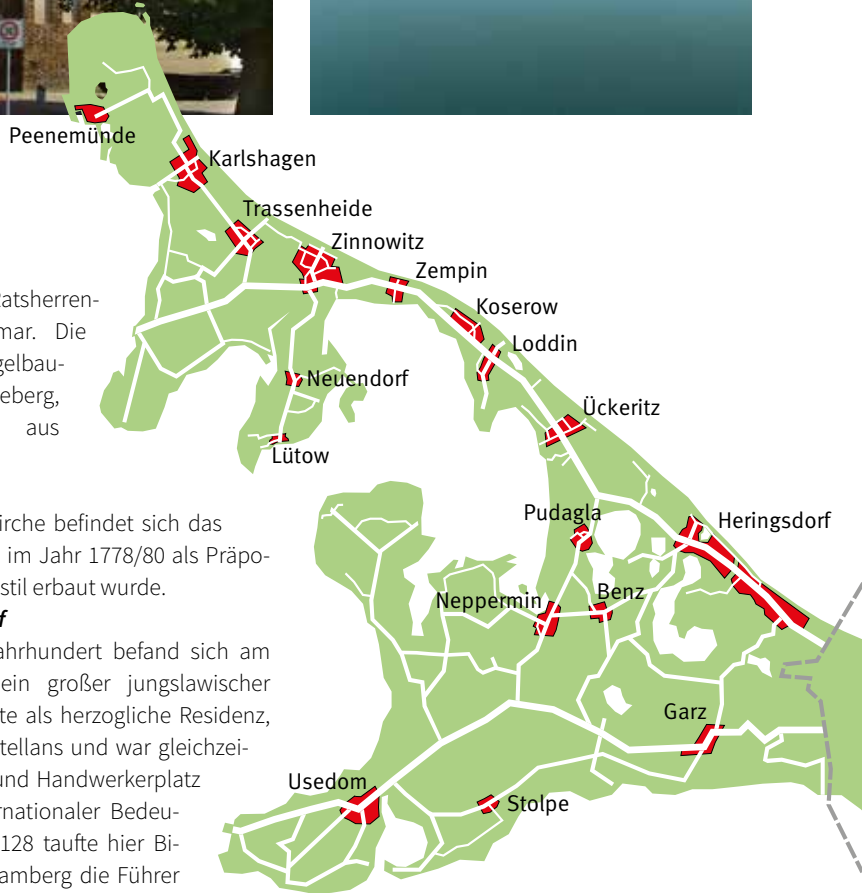 Peenemünde
Karlshagen
Trassenheide
Zinnowitz
Zempin
Koserow
Loddin
Neuendorf
Ückeritz
Lütow
Pudagla
Heringsdorf
Neppermin
Benz
Garz
Usedom
Stolpe
Ratsherren-
mar. Die
gelbau-
eberg,
aus
irche befindet sich das
im Jahr 1778/80 als Präpo-
stil erbaut wurde.
f
ahrhundert befand sich am
ein großer jungslawischer
te als herzogliche Residenz,
tellans und war gleichzei-
und Handwerkerplatz
rnationaler Bedeu-
128 taufte hier Bi-
amberg die Führer